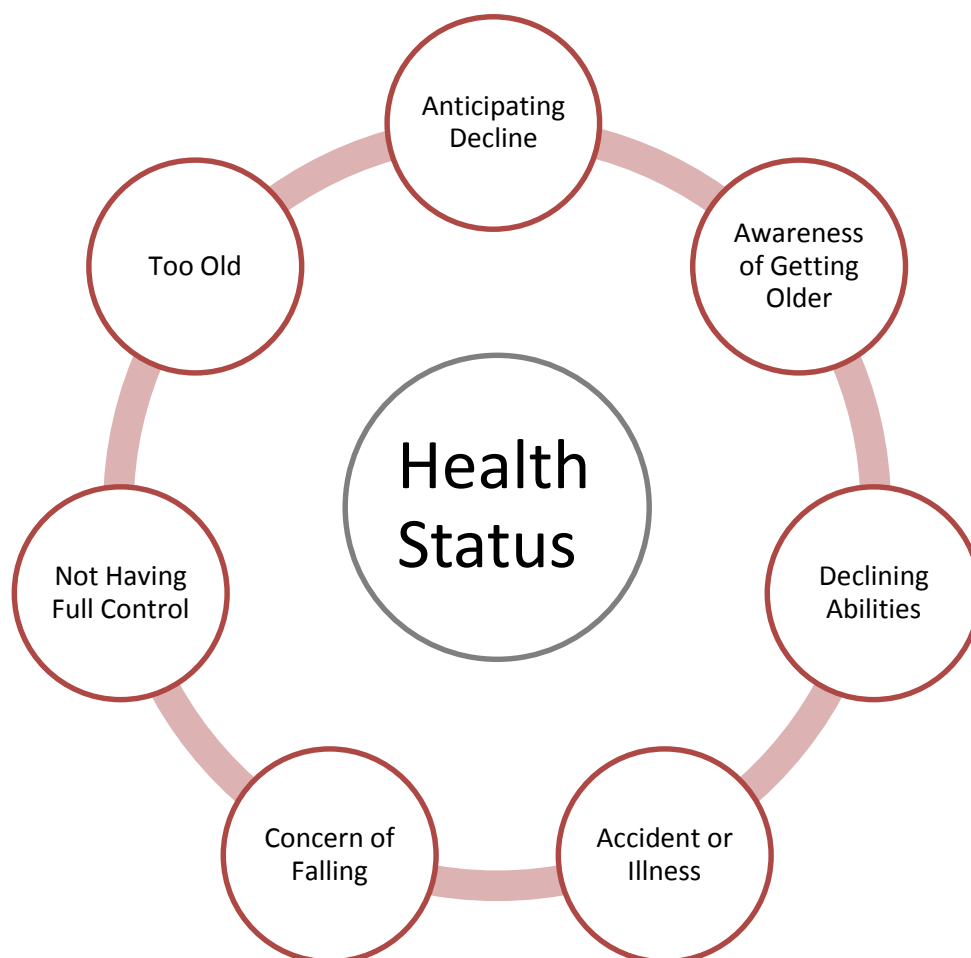 Anticipating
Decline
Awareness
of Getting
Older
Too Old
Health
Status
Not Having
Full Control
Declining
Abilities
Concern of
Falling
Accident or
Illness